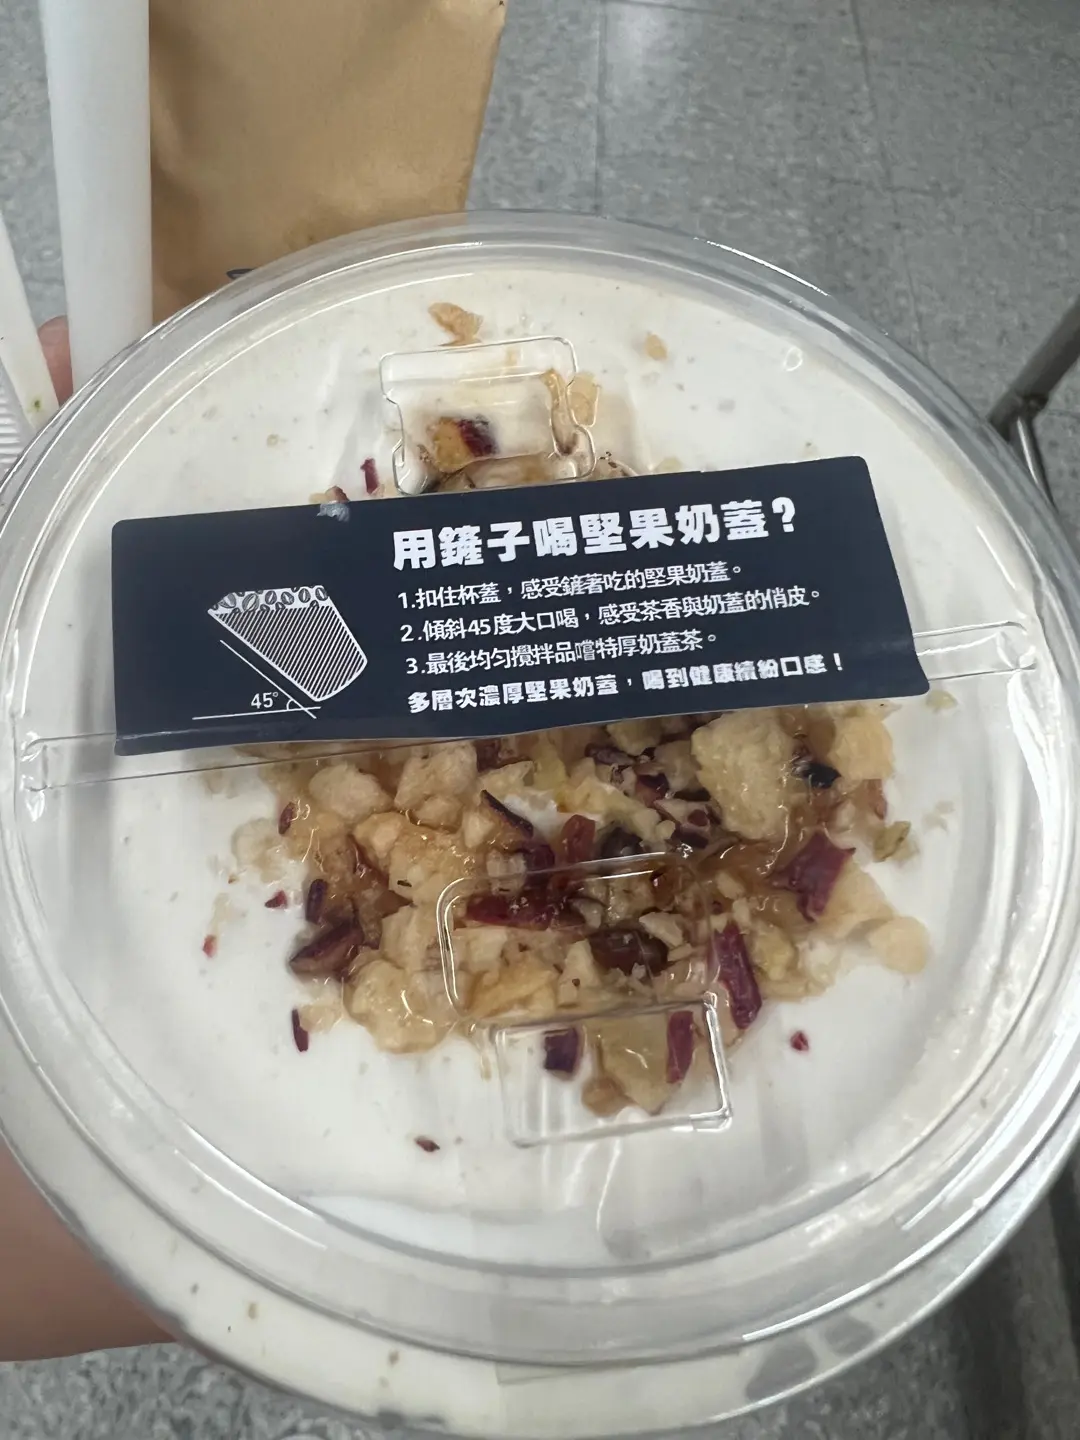 用鏟子喝堅果奶蓋?
1.扣住杯蓋，感受鏟著吃的堅果奶蓋。
2.傾斜45度大口喝，感受茶香與奶蓋的俏皮。
3.最後均勻攪拌品嚐特厚奶蓋茶。
多層次濃厚堅果奶蓋，喝到健康繽紛口感！
45°